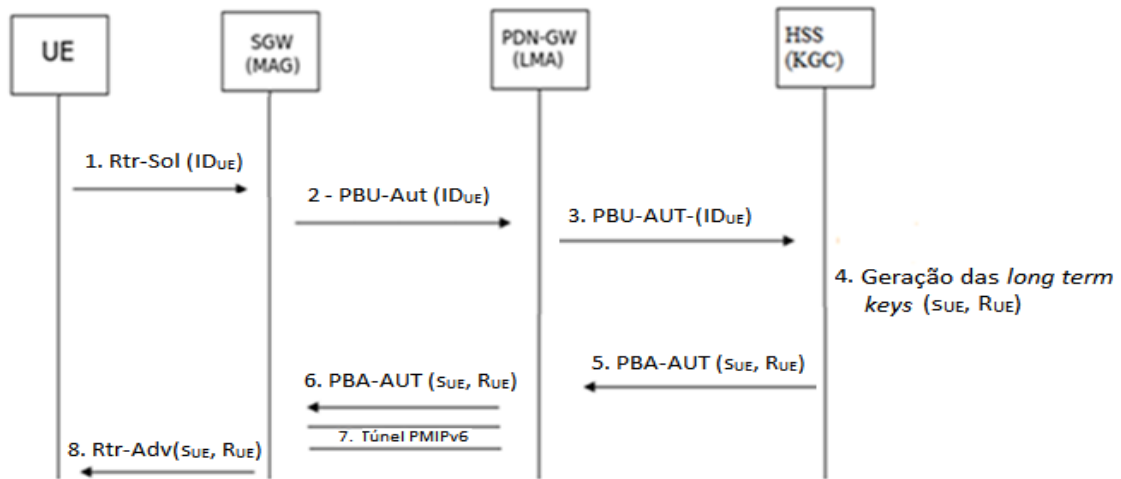 UE
SGW
(MAG)
PDN-GW
(LMA)
HSS
(KGC)
1. Rtr-Sol (IDUE)
2 - PBU-Aut (IDUE)
3. PBU-AUT-(IDUE)
4. Geração das long term
keys (sUE, RUE)
5. PBA-AUT (sUE, RUE)
6. PBA-AUT (sUE, RUE)
7. Túnel PMIPv6
8. Rtr-Adv(sUE, RUE)